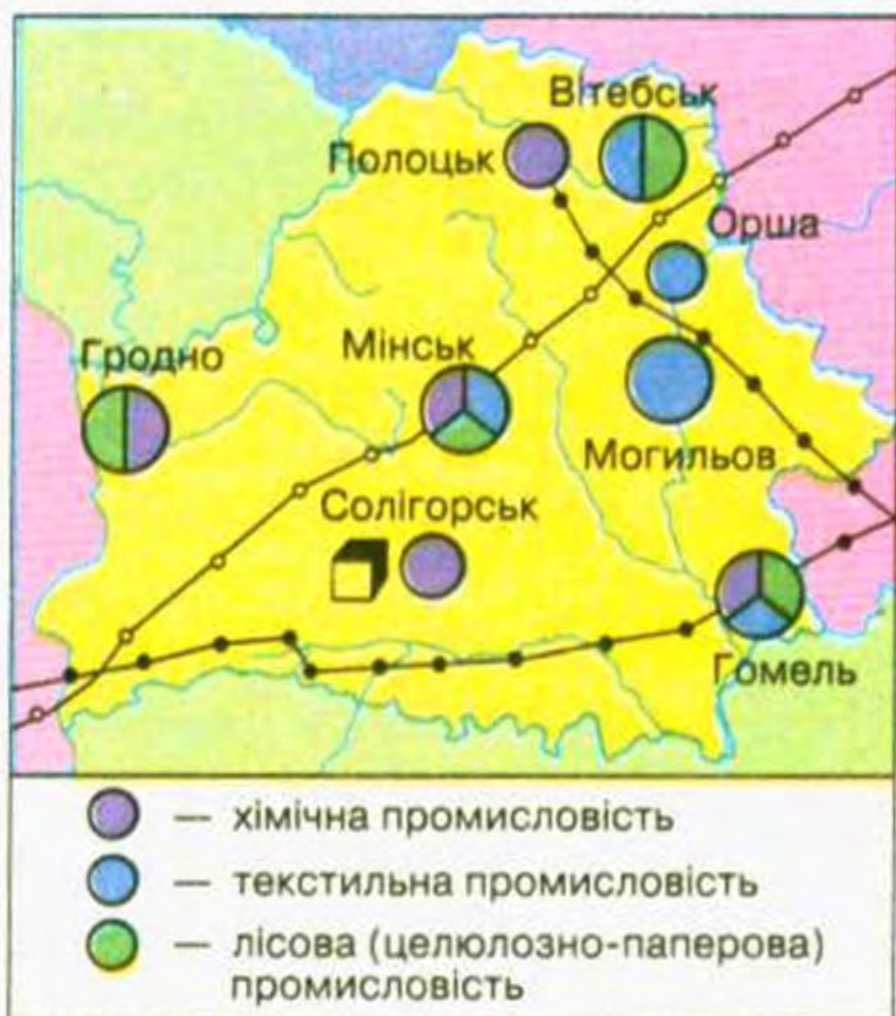 Вітебськ
Полоцьк
Орша
Гродно
Мінськ
Могильов
Солігорськ
Гомель
— хімічна промисловість
— текстильна промисловість
— лісова (целюлозно-паперова)
промисловість